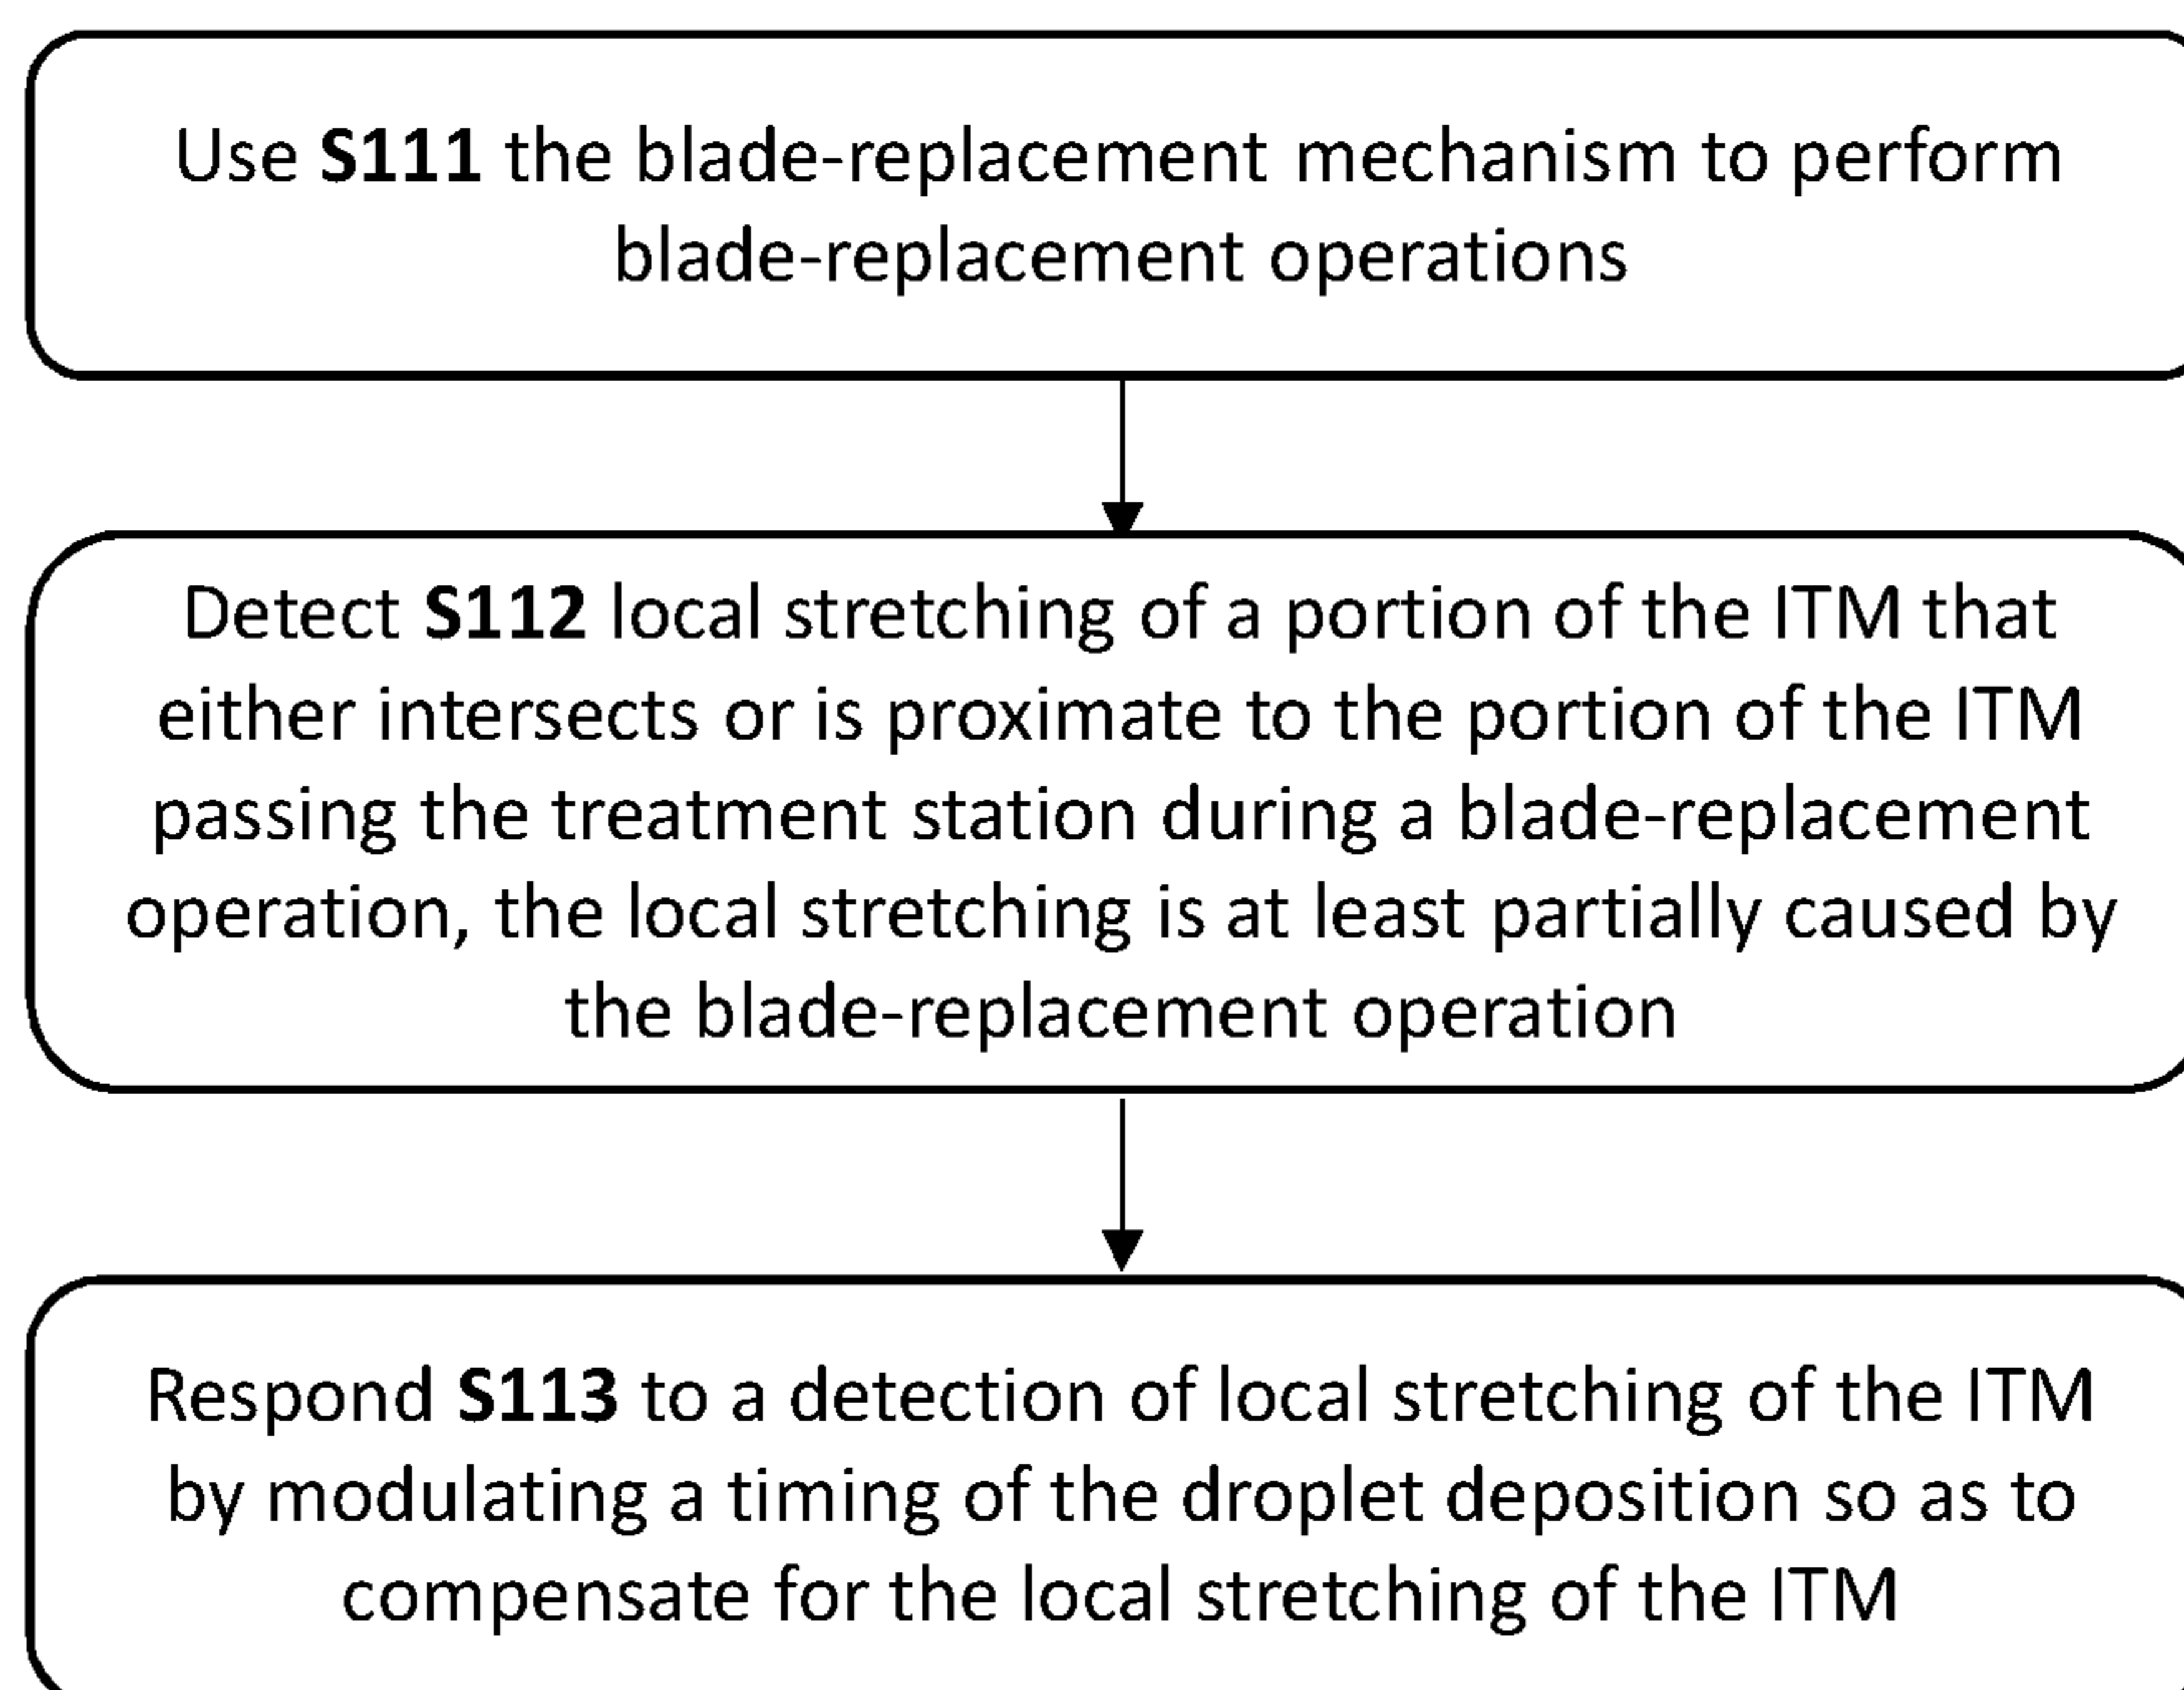 Use S111 the blade-replacement mechanism to perform
blade-replacement operations
Detect S112 local stretching of a portion of the ITM that
either intersects or is proximate to the portion of the ITM
passing the treatment station during a blade-replacement
operation, the local stretching is at least partially caused by
the blade-replacement operation
Respond S113 to a detection of local stretching of the ITM
by modulating a timing of the droplet deposition so as to
compensate for the local stretching of the ITM